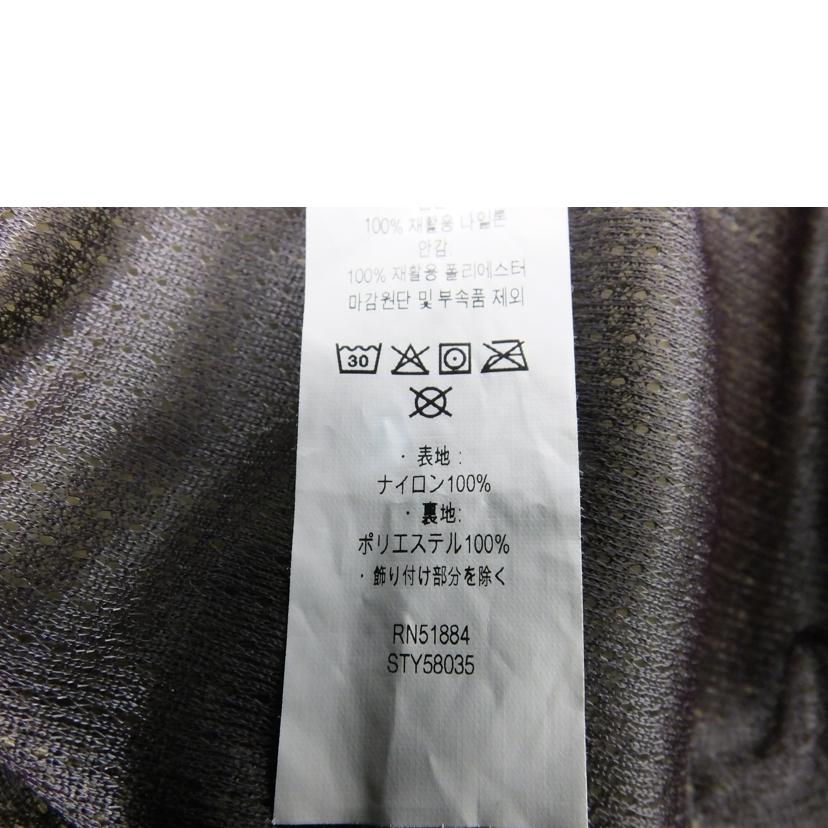 100% 재활용 나일론
안감:
100% 재활용 폴리에스터
마감원단 및 부속품 제외
30
・表地：
ナイロン100%
・裏地:
ポリエステル100%
・飾り付け部分を除く
RN51884
STY58035